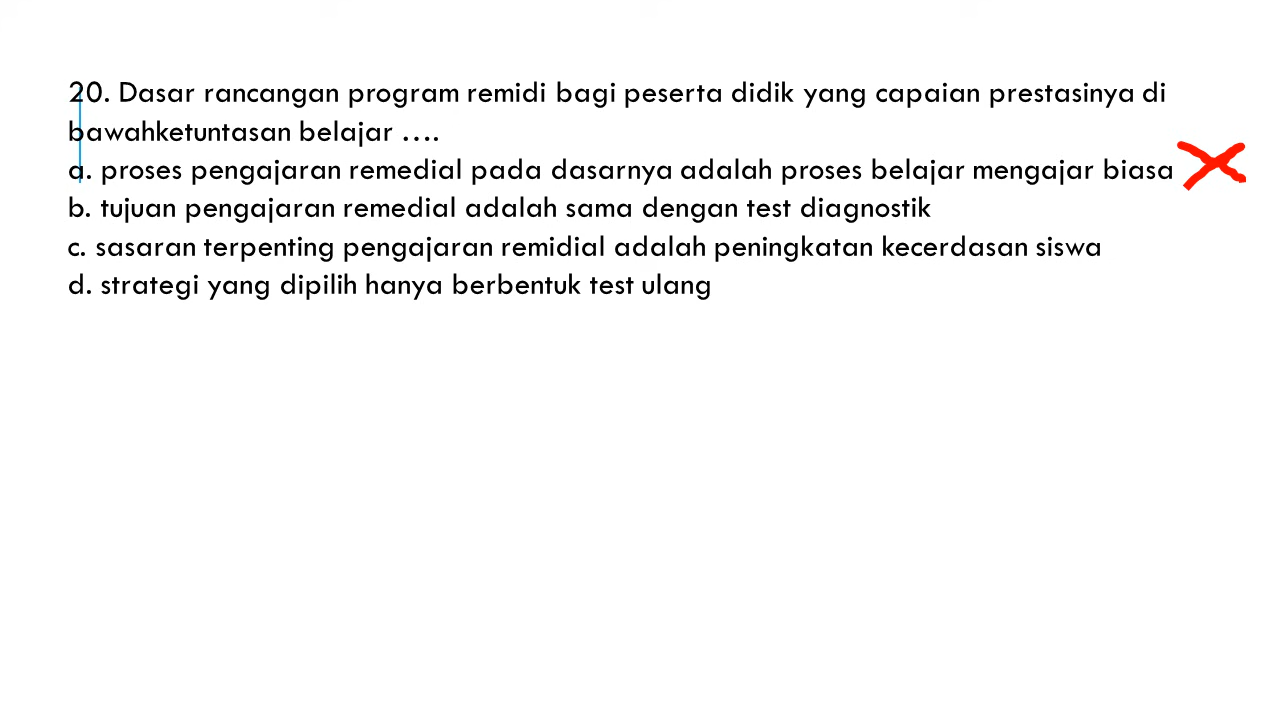 20. Dasar rancangan program remidi bagi peserta didik yang capaian prestasinya di
bawahketuntasan belajar ….
a. proses pengajaran remedial pada dasarnya adalah proses belajar mengajar biasa
b. tujuan pengajaran remedial adalah sama dengan test diagnostik
c. sasaran terpenting pengajaran remidial adalah peningkatan kecerdasan siswa
d. strategi yang dipilih hanya berbentuk test ulang